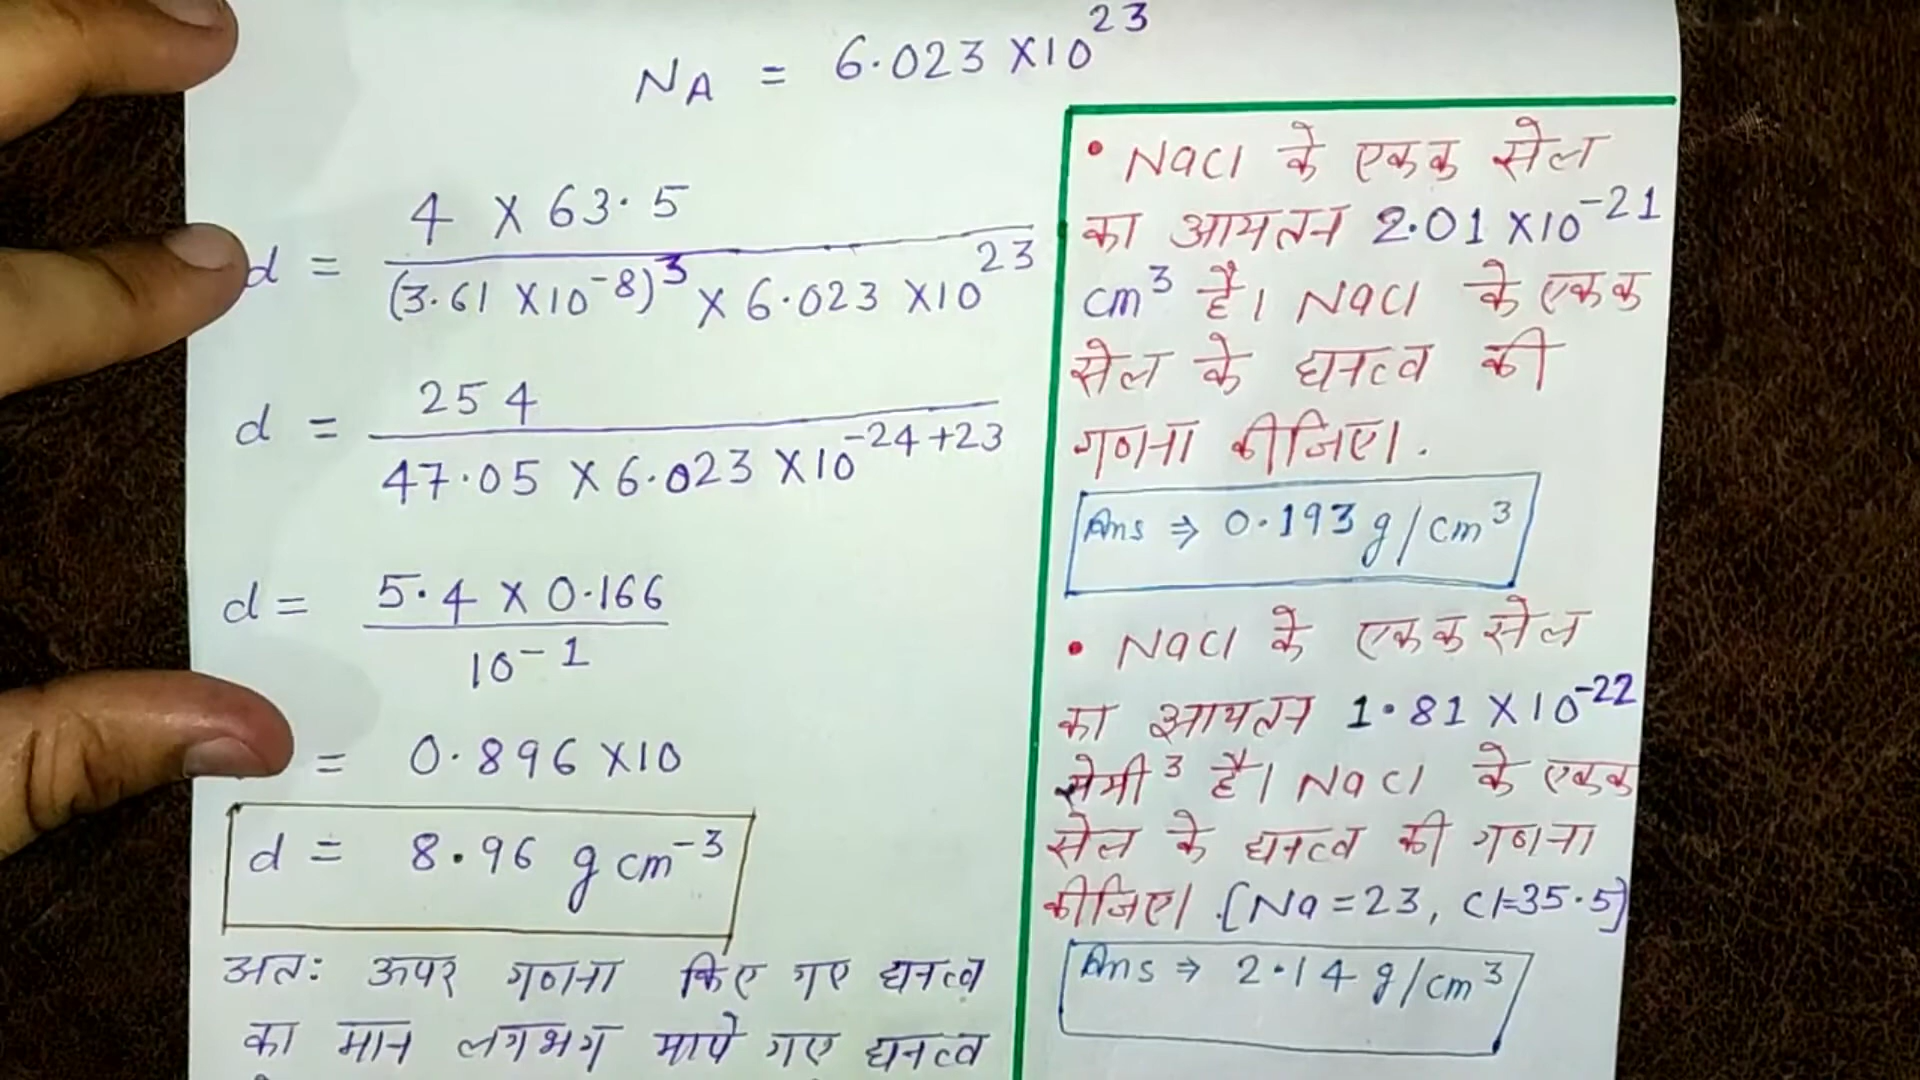 NA = 6.023 X10^23
d = 4 X 63.5 / (3.61 X10^-8)^3 X 6.023 X10^23
d = 254 / 47.05 X 6.023 X10^-24+23
d = 5.4 X 0.166 / 10^-1
= 0.896 X10
d = 8.96 g cm^-3
अतः ऊपर गणना किए गए घनत्व
का मान लगभग मापे गए घनत्व
• NaCl के एकक सेल
का आयतन 2.01 X10^-21
cm^3 है। NaCl के एकक
सेल के घनत्व की
गणना कीजिए।.
Ans ⇒ 0.193 g/cm^3
• NaCl के एकक सेल
का आयतन 1.81 X10^-22
सेमी^3 है। NaCl के एकक
सेल के घनत्व की गणना
कीजिए। [Na=23, Cl=35.5]
Ans ⇒ 2.14 g/cm^3